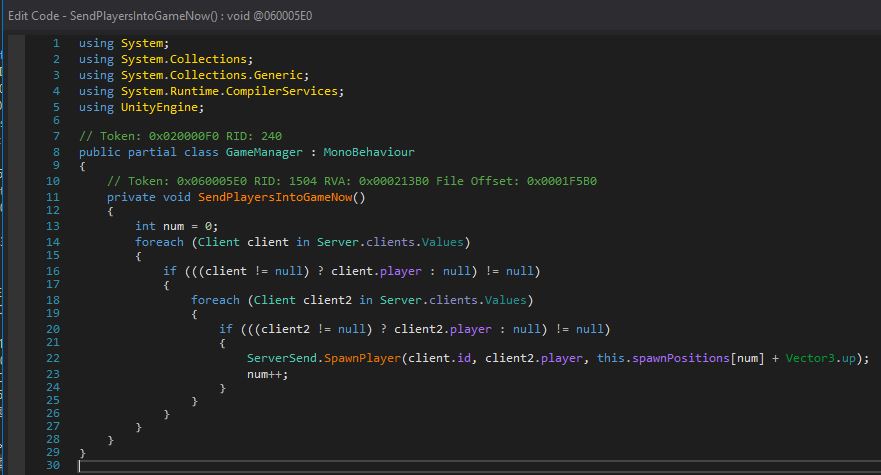 Edit Code - SendPlayersIntoGameNow() : void @060005E0
1 using System;
2 using System.Collections;
3 using System.Collections.Generic;
4 using System.Runtime.CompilerServices;
5 using UnityEngine;
6
7 // Token: 0x020000F0 RID: 240
8 public partial class GameManager : MonoBehaviour
9 {
10 // Token: 0x060005E0 RID: 1504 RVA: 0x000213B0 File Offset: 0x0001F5B0
11 private void SendPlayersIntoGameNow()
12 {
13 int num = 0;
14 foreach (Client client in Server.clients.Values)
15 {
16 if (((client != null) ? client.player : null) != null)
17 {
18 foreach (Client client2 in Server.clients.Values)
19 {
20 if (((client2 != null) ? client2.player : null) != null)
21 {
22 ServerSend.SpawnPlayer(client.id, client2.player, this.spawnPositions[num] + Vector3.up);
23 num++;
24 }
25 }
26 }
27 }
28 }
29 }
30